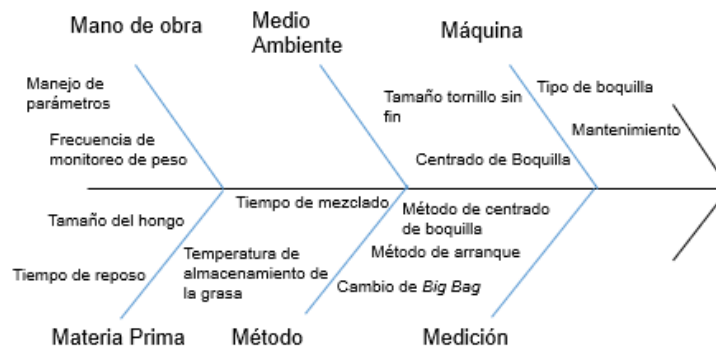 Mano de obra
Medio
Ambiente
Máquina
Manejo de
parámetros
Frecuencia de
monitoreo de peso
Tamaño tornillo sin
fin
Centrado de Boquilla
Tipo de boquilla
Mantenimiento
Tamaño del hongo
Tiempo de reposo
Tiempo de mezclado
Temperatura de
almacenamiento de
la grasa
Método de centrado
de boquilla
Método de arranque
Cambio de Big Bag
Materia Prima
Método
Medición